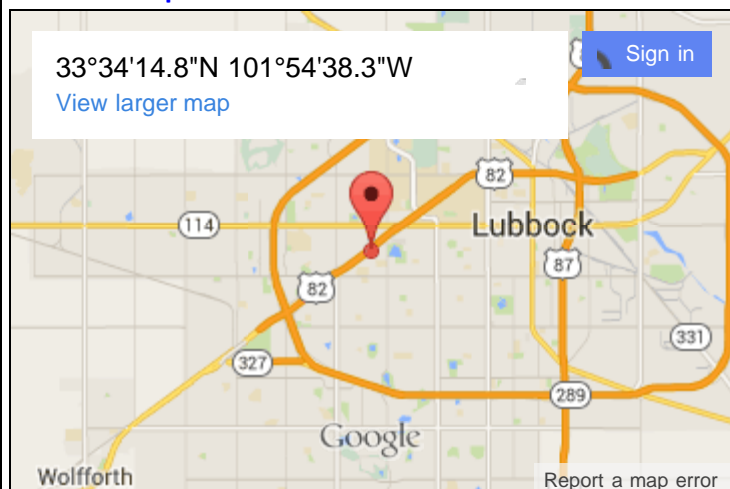 33°34'14.8"N 101°54'38.3"W
Sign in
View larger map
82
114
Lubbock
87
82
331
327
289
Google
Wolfforth
Report a map error